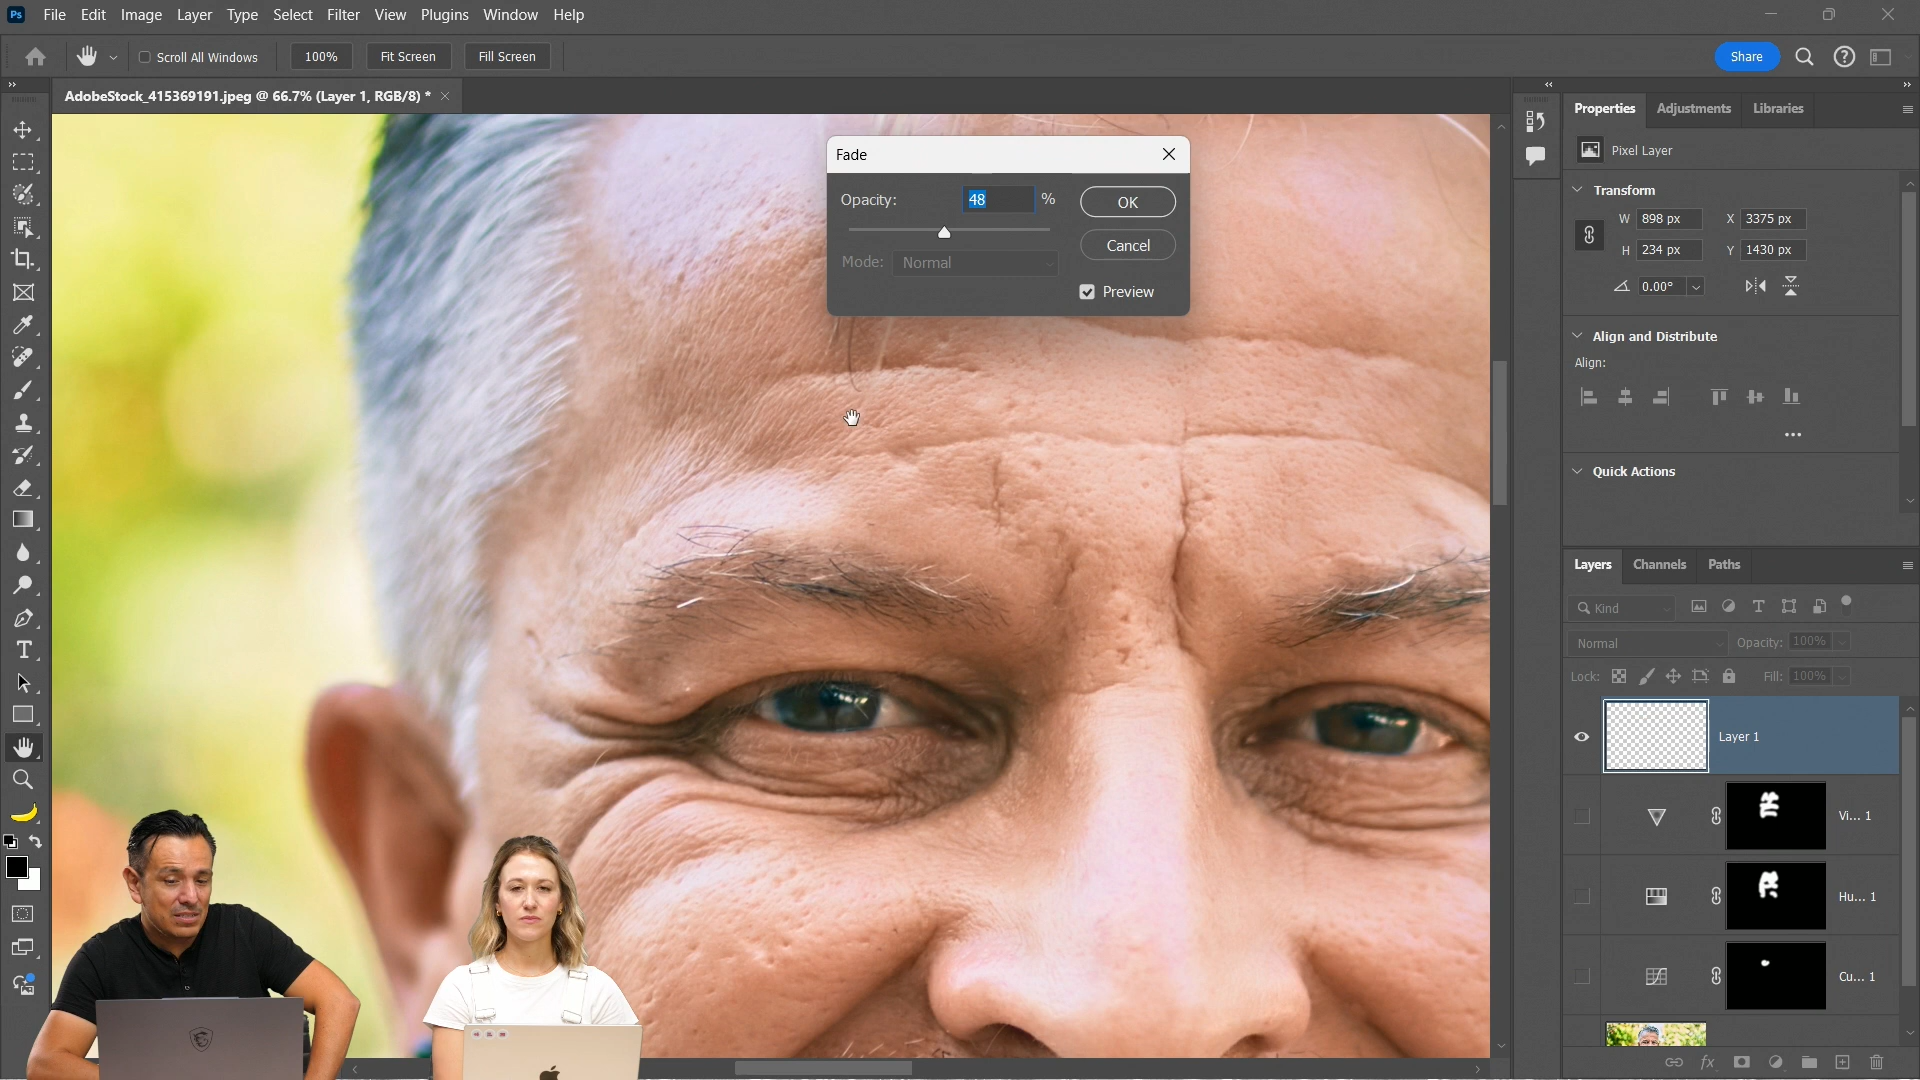 Ps File Edit Image Layer Type Select Filter View Plugins Window Help
Scroll All Windows 100% Fit Screen Fill Screen Share
AdobeStock_415369191.jpeg @ 66.7% (Layer 1, RGB/8) *
Fade
Opacity: 48 % OK
Cancel
Mode: Normal
Preview
Properties Adjustments Libraries
Pixel Layer
Transform
W 898 px X 3375 px
H 234 px Y 1430 px
0.00°
Align and Distribute
Align:
Quick Actions
Layers Channels Paths
Kind
Normal Opacity: 100%
Lock: Fill: 100%
Layer 1
Vi... 1
Hu... 1
Cu... 1